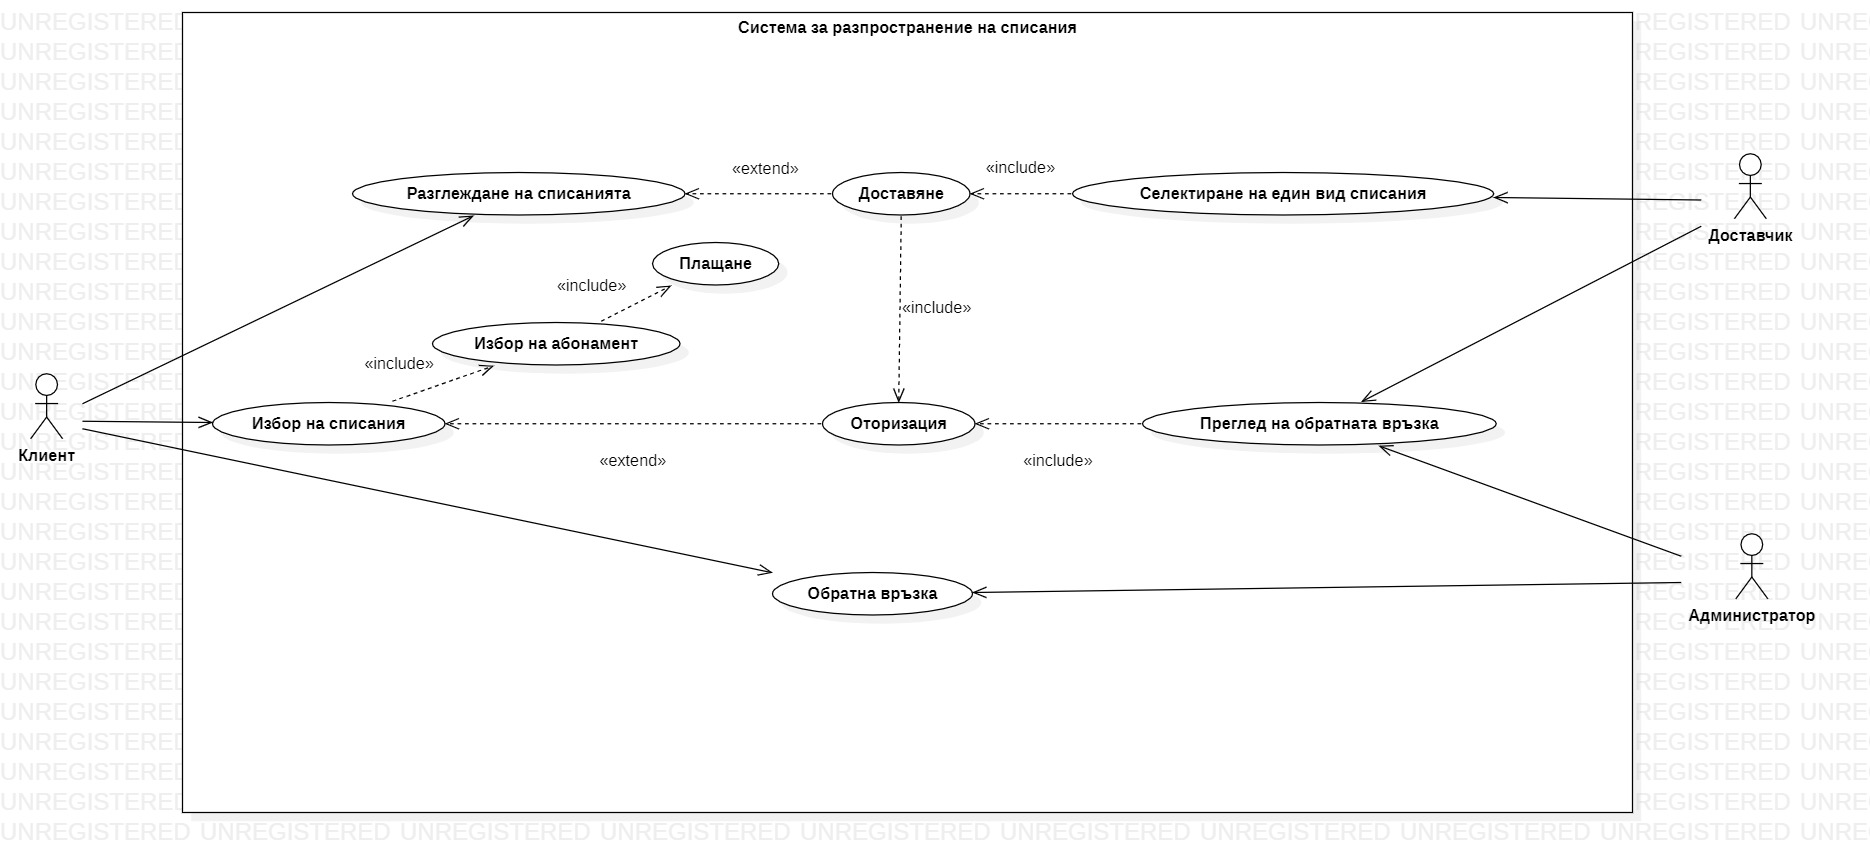 Система за разпространение на списания
«extend»
«include»
Разглеждане на списанията
Доставяне
Селектиране на един вид списания
Доставчик
Плащане
«include»
«include»
Избор на абонамент
«include»
Избор на списания
Оторизация
Преглед на обратната връзка
Клиент
«extend»
«include»
Обратна връзка
Администратор
UNREGISTERED UNREGISTERED UNREGISTERED UNREGISTERED UNREGISTERED UNREGISTERED UNREGISTERED UNREGISTERED UNREGISTERED